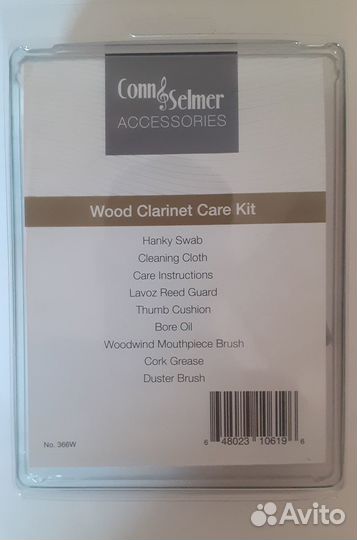 Conn & Selmer
ACCESSORIES
Wood Clarinet Care Kit
Hanky Swab
Cleaning Cloth
Care Instructions
Lavoz Reed Guard
Thumb Cushion
Bore Oil
Woodwind Mouthpiece Brush
Cork Grease
Duster Brush
No. 366W
6 48023 10619 6
Avito